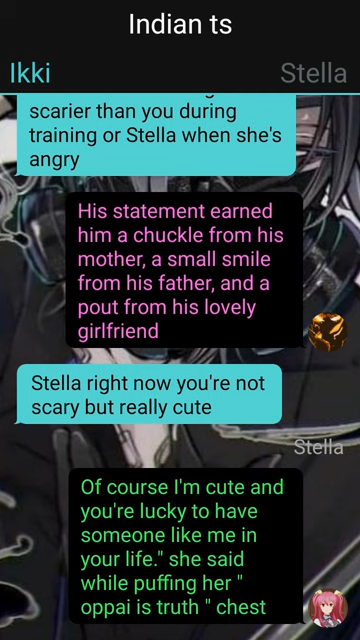 Indian ts
Ikki
Stella
scarier than you during
training or Stella when she's
angry
His statement earned
him a chuckle from his
mother, a small smile
from his father, and a
pout from his lovely
girlfriend
Stella right now you're not
scary but really cute
Stella
Of course I'm cute and
you're lucky to have
someone like me in
your life." she said
while puffing her "
oppai is truth " chest